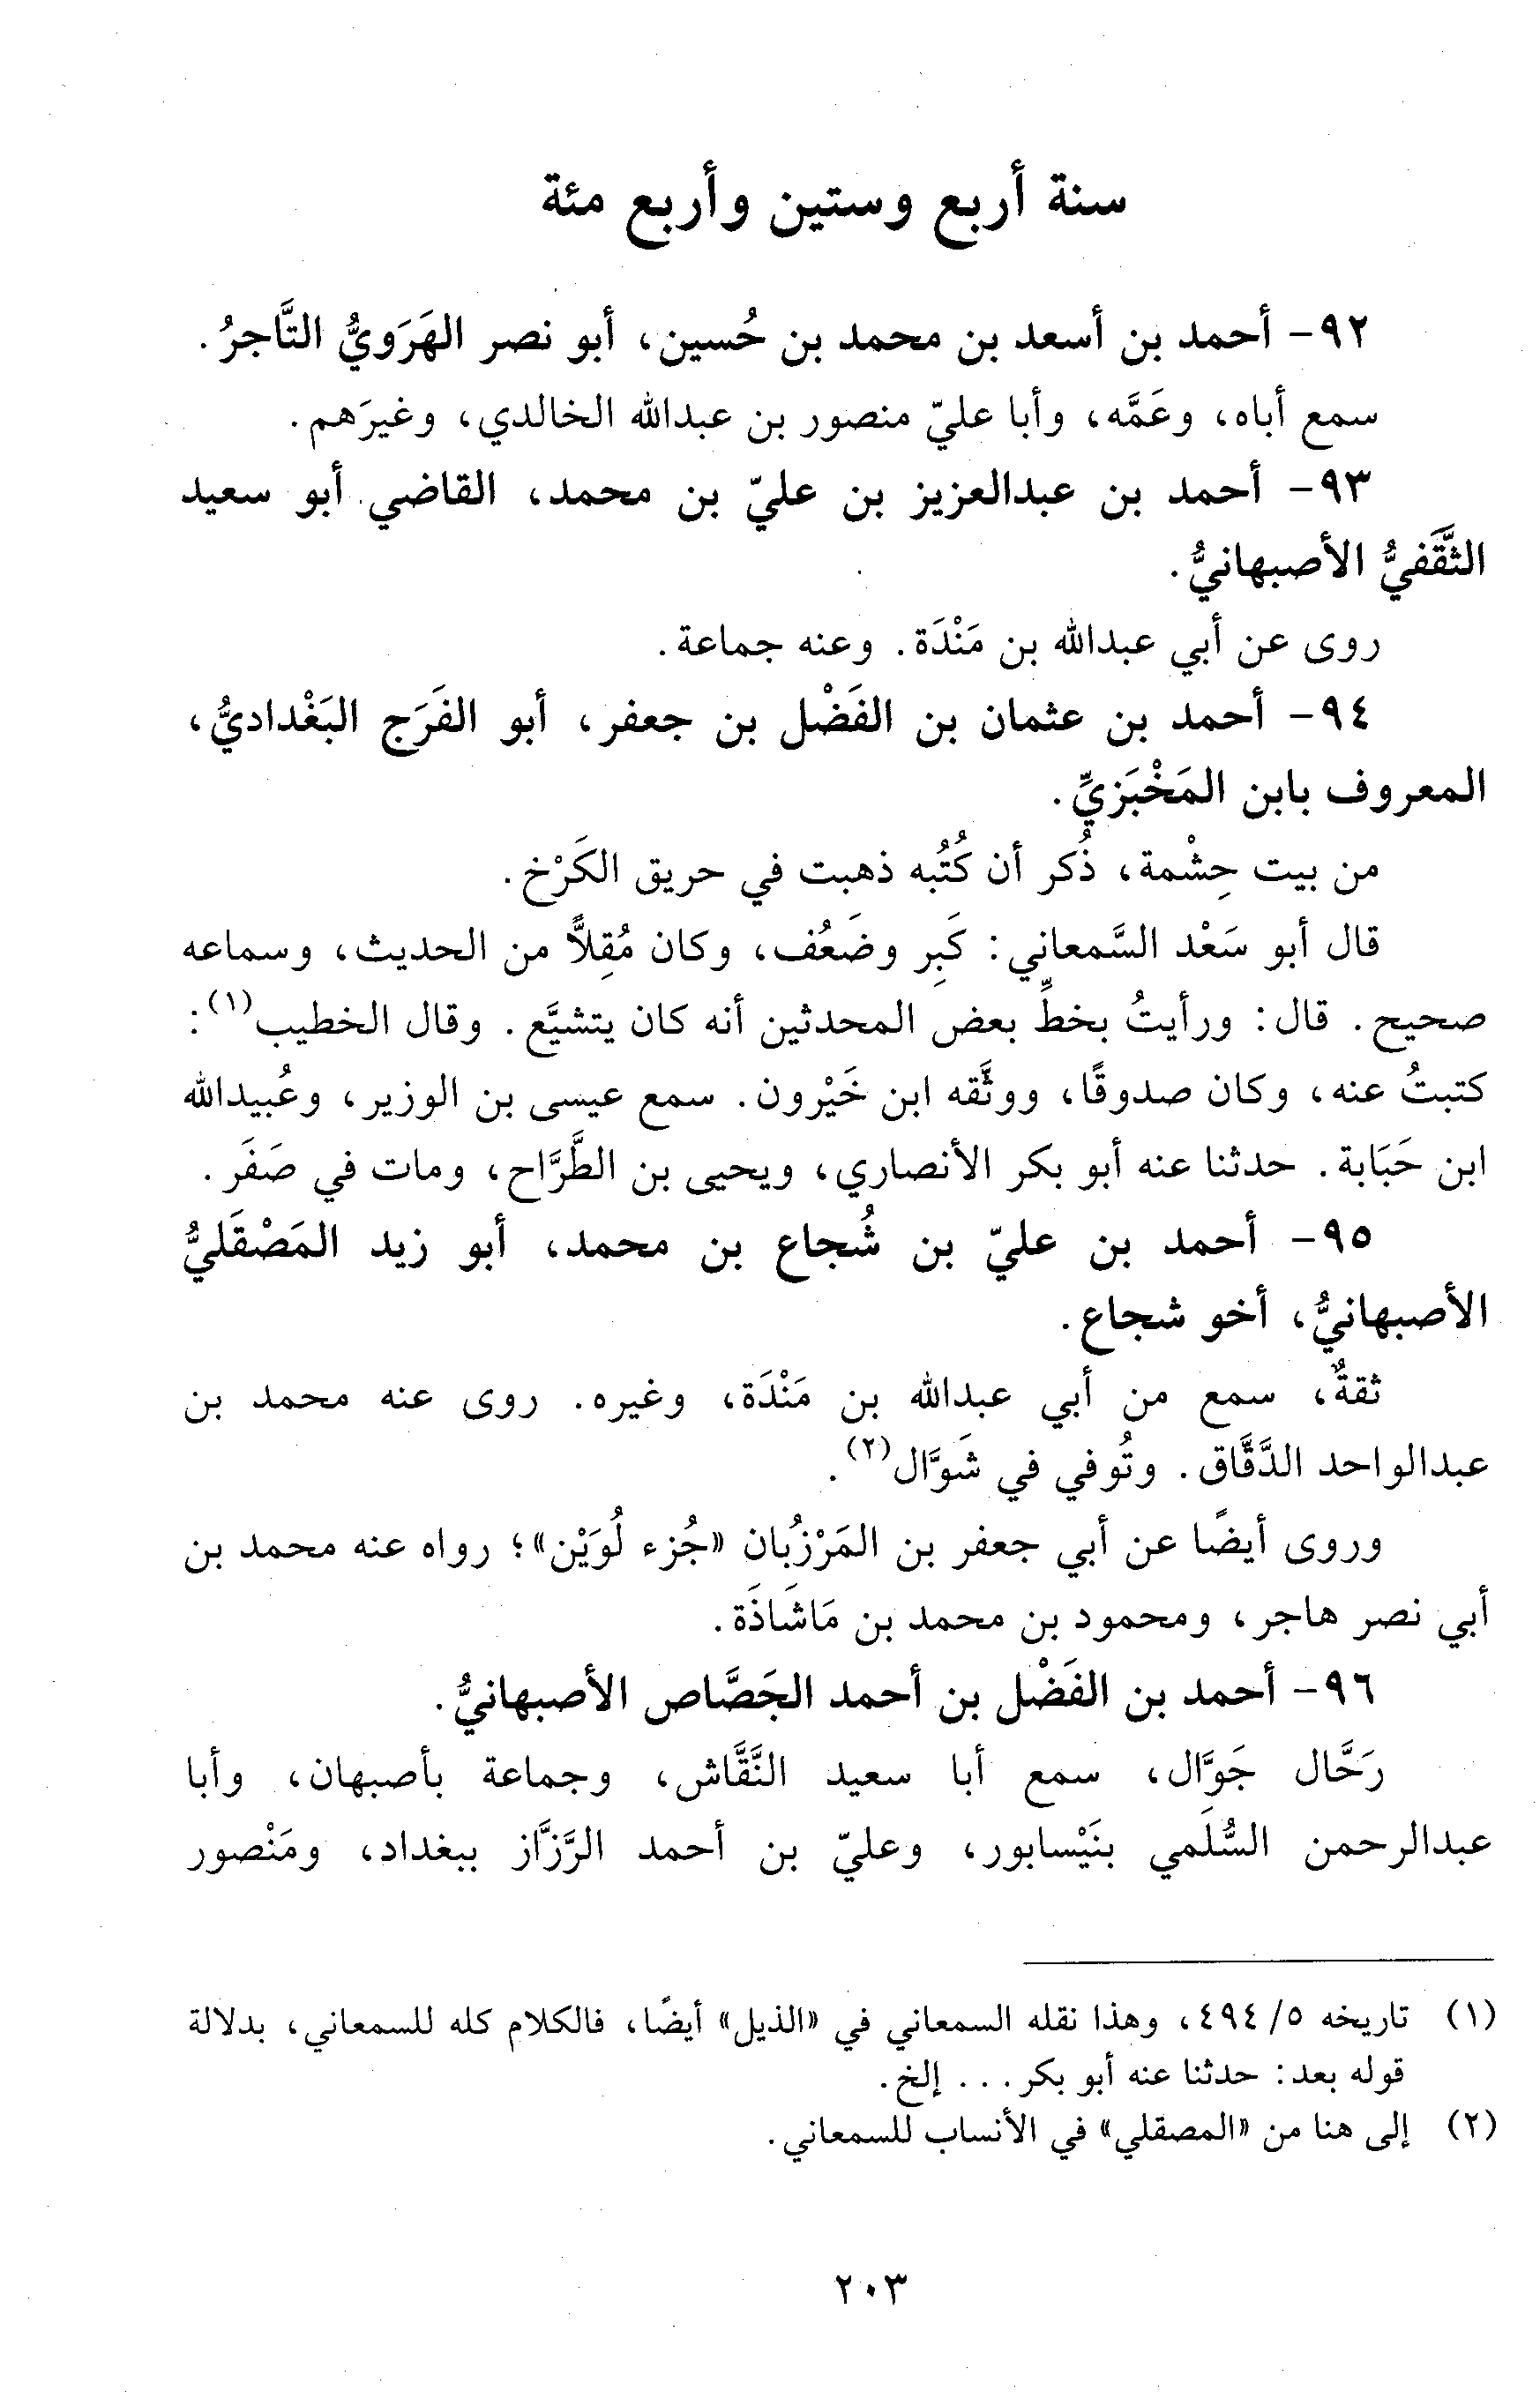 سنة أربع وستين وأربع مئة
٩٢- أحمد بن أسعد بن محمد بن حُسين، أبو نصر الهَرَويُّ التَّاجرُ.
سمع أباه، وعَمَّه، وأبا عليّ منصور بن عبدالله الخالدي، وغيرَهم.
٩٣- أحمد بن عبدالعزيز بن عليّ بن محمد، القاضي أبو سعيد
الثَّقَفيُّ الأصبهانيُّ.
روى عن أبي عبدالله بن مَنْدَة. وعنه جماعة.
٩٤- أحمد بن عثمان بن الفَضْل بن جعفر، أبو الفَرَج البَغْداديُّ،
المعروف بابن المَخْبَزيِّ.
من بيت حِشْمة، ذُكر أن كُتُبه ذهبت في حريق الكَرْخ.
قال أبو سَعْد السَّمعاني: كَبِر وضَعُف، وكان مُقِلاًّ من الحديث، وسماعه
صحيح. قال: ورأيتُ بخطِّ بعض المحدثين أنه كان يتشيَّع. وقال الخطيب(١):
كتبتُ عنه، وكان صدوقًا، ووثَّقه ابن خَيْرون. سمع عيسى بن الوزير، وعُبيدالله
ابن حَبَابة. حدثنا عنه أبو بكر الأنصاري، ويحيى بن الطَّرَّاح، ومات في صَفَر.
٩٥- أحمد بن عليّ بن شُجاع بن محمد، أبو زيد المَصْقَليُّ
الأصبهانيُّ، أخو شجاع.
ثقةٌ، سمع من أبي عبدالله بن مَنْدَة، وغيره. روى عنه محمد بن
عبدالواحد الدَّقَّاق. وتُوفي في شَوَّال(٢).
وروى أيضًا عن أبي جعفر بن المَرْزُبان «جُزء لُوَيْن»؛ رواه عنه محمد بن
أبي نصر هاجر، ومحمود بن محمد بن مَاشَاذَة.
٩٦- أحمد بن الفَضْل بن أحمد الجَصَّاص الأصبهانيُّ.
رَحَّال جَوَّال، سمع أبا سعيد النَّقَّاش، وجماعة بأصبهان، وأبا
عبدالرحمن السُّلَمي بنَيْسابور، وعليّ بن أحمد الرَّزَّاز ببغداد، ومَنْصور
(١) تاريخه ٥/ ٤٩٤، وهذا نقله السمعاني في «الذيل» أيضًا، فالكلام كله للسمعاني، بدلالة
قوله بعد: حدثنا عنه أبو بكر... إلخ.
(٢) إلى هنا من «المصقلي» في الأنساب للسمعاني.
٢٠٣